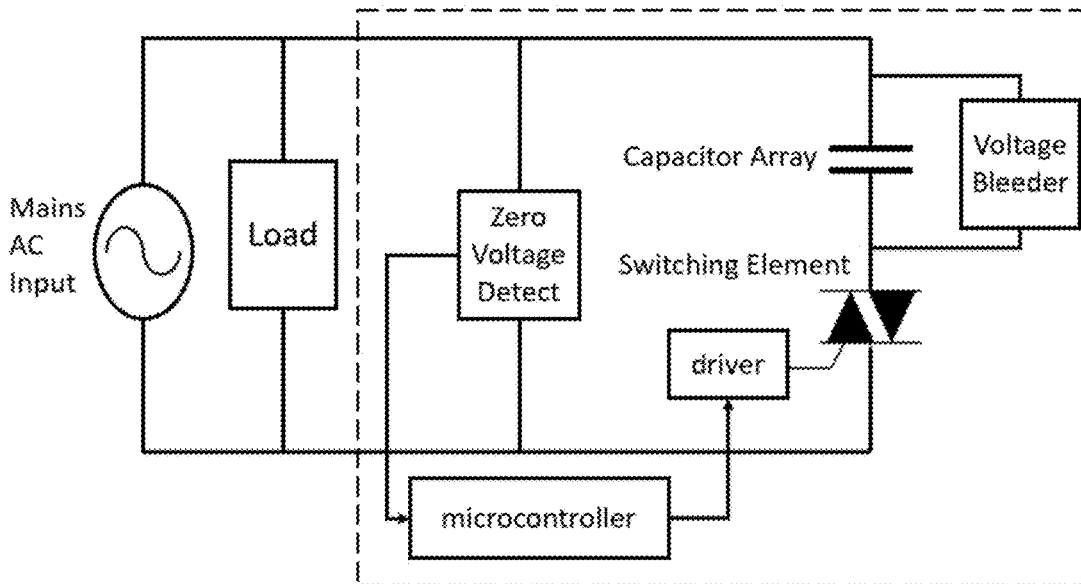 Mains
AC
Input
Load
Zero
Voltage
Detect
Capacitor Array
Voltage
Bleeder
Switching Element
driver
microcontroller